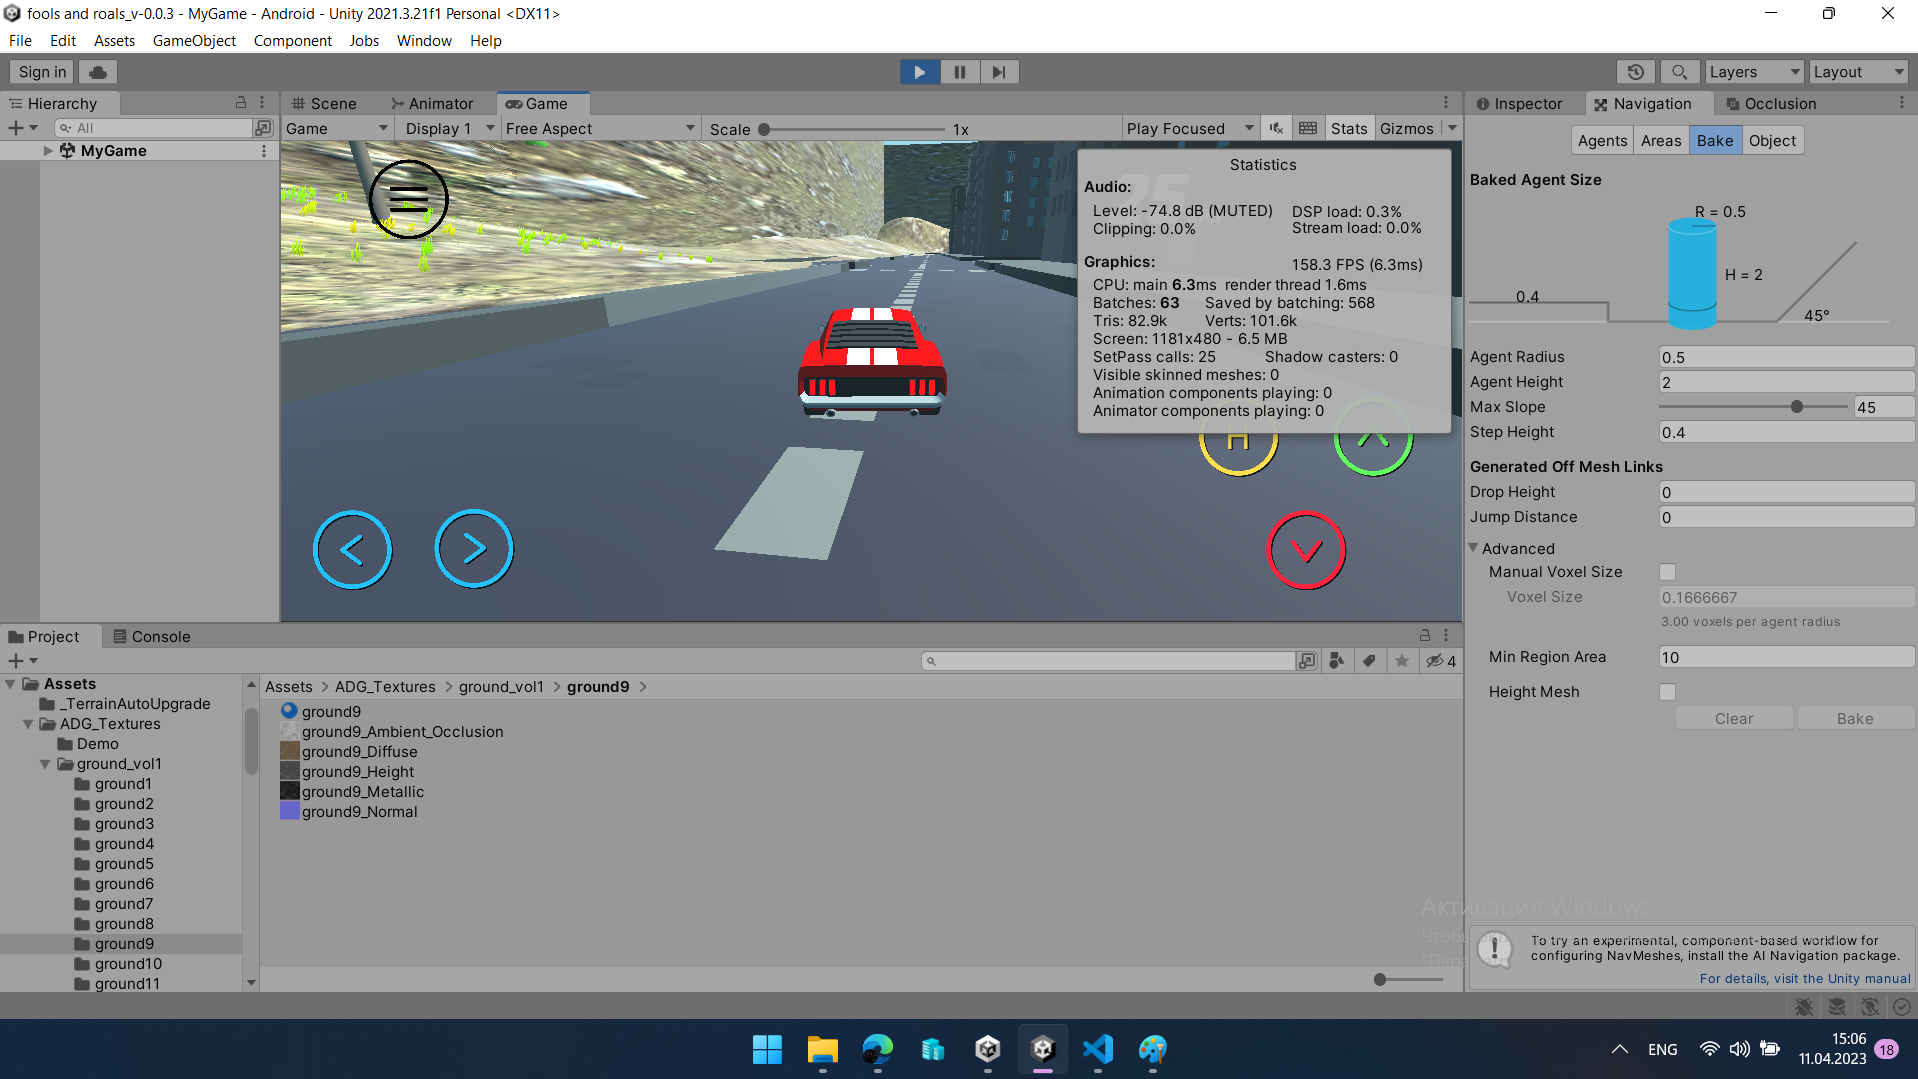 fools and roals_v-0.0.3 - MyGame - Android - Unity 2021.3.21f1 Personal <DX11>
File Edit Assets GameObject Component Jobs Window Help
Sign in
Layers Layout
Hierarchy
All
MyGame
Scene Animator Game
Game Display 1 Free Aspect Scale 1x Play Focused Stats Gizmos
25
H
Statistics
Audio:
Level: -74.8 dB (MUTED) DSP load: 0.3%
Clipping: 0.0% Stream load: 0.0%
Graphics: 158.3 FPS (6.3ms)
CPU: main 6.3ms render thread 1.6ms
Batches: 63 Saved by batching: 568
Tris: 82.9k Verts: 101.6k
Screen: 1181x480 - 6.5 MB
SetPass calls: 25 Shadow casters: 0
Visible skinned meshes: 0
Animation components playing: 0
Animator components playing: 0
Inspector Navigation Occlusion
Agents Areas Bake Object
Baked Agent Size
R = 0.5
H = 2
0.4
45°
Agent Radius 0.5
Agent Height 2
Max Slope 45
Step Height 0.4
Generated Off Mesh Links
Drop Height 0
Jump Distance 0
Advanced
Manual Voxel Size
Voxel Size 0.1666667
3.00 voxels per agent radius
Min Region Area 10
Height Mesh
Clear Bake
Активация Windows
To try an experimental, component-based workflow for
configuring NavMeshes, install the AI Navigation package.
For details, visit the Unity manual
Project Console
4
Assets
_TerrainAutoUpgrade
ADG_Textures
Demo
ground_vol1
ground1
ground2
ground3
ground4
ground5
ground6
ground7
ground8
ground9
ground10
ground11
Assets > ADG_Textures > ground_vol1 > ground9 >
ground9
ground9_Ambient_Occlusion
ground9_Diffuse
ground9_Height
ground9_Metallic
ground9_Normal
ENG
15:06
11.04.2023
18